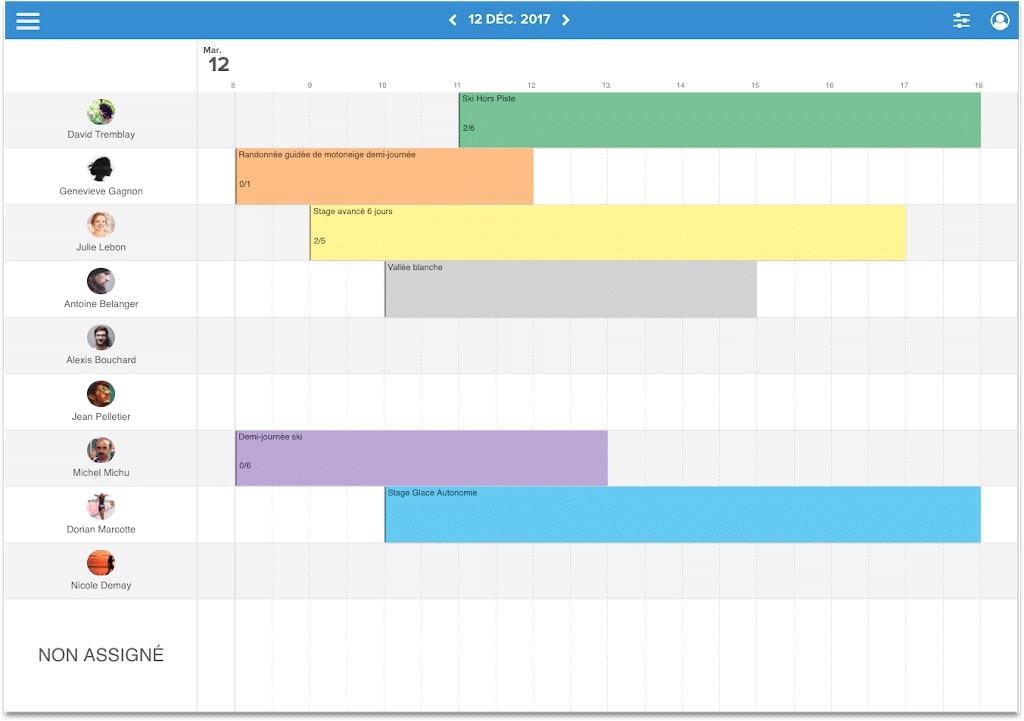 12 DÉC. 2017
Mar.
12
8 9 10 11 12 13 14 15 16 17 18
Ski Hors Piste
2/6
David Tremblay
Randonnée guidée de motoneige demi-journée
0/1
Genevieve Gagnon
Stage avancé 6 jours
2/5
Julie Lebon
Vallée blanche
Antoine Belanger
Alexis Bouchard
Jean Pelletier
Demi-journée ski
0/6
Michel Michu
Stage Glace Autonomie
Dorian Marcotte
Nicole Demay
NON ASSIGNÉ